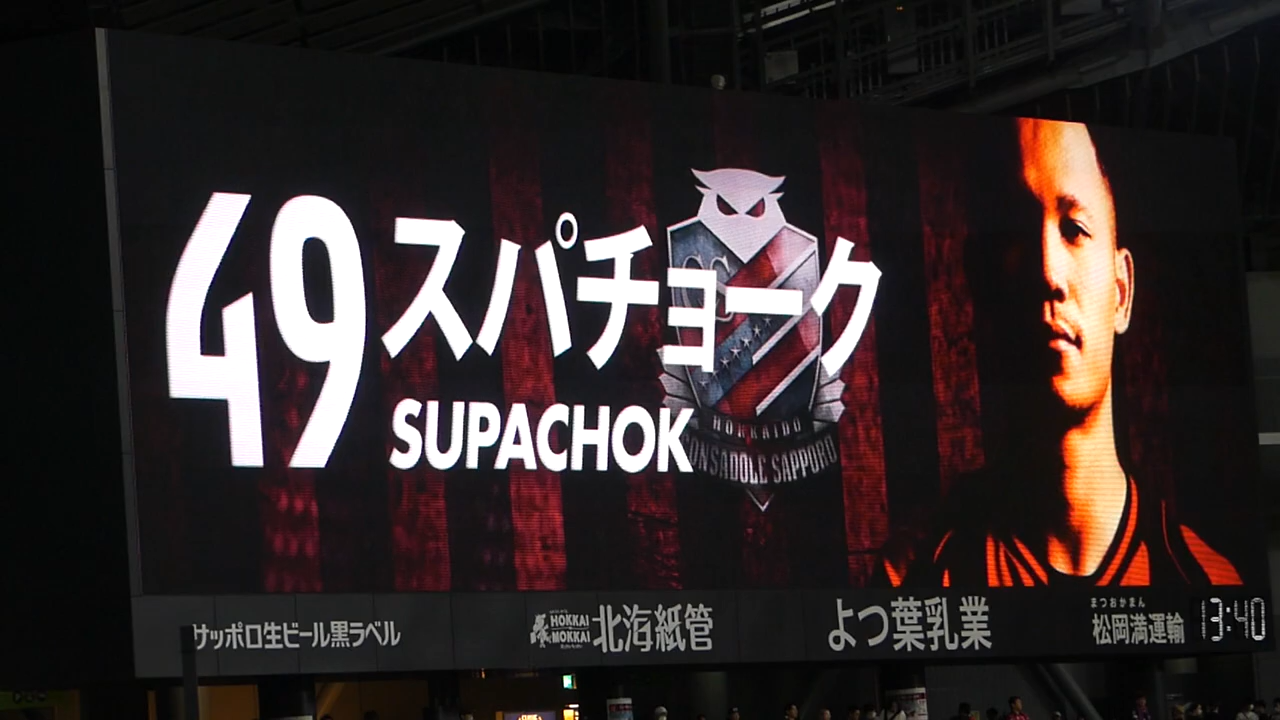 49
スパチョーク
SUPACHOK
CS
HOKKAIDO
CONSADOLE SAPPORO
サッポロ生ビール黒ラベル
HOKKAI
MOKKAI
北海紙管
よつ葉乳業
まつおかまん
松岡満運輸
13:40